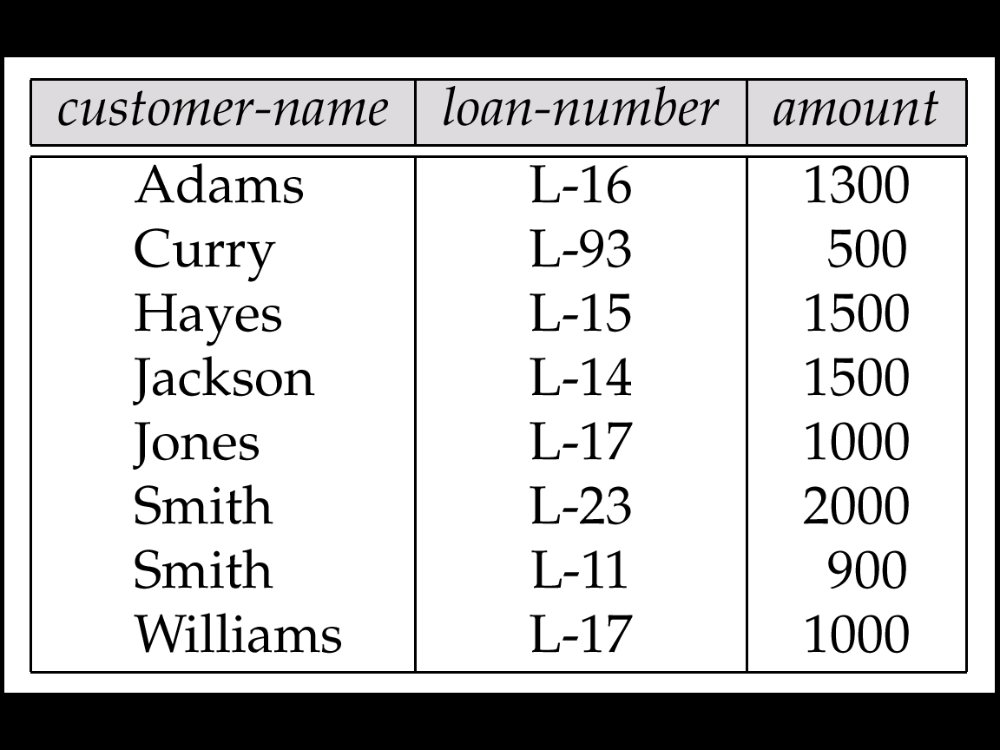 customer-name loan-number amount
Adams L-16 1300
Curry L-93 500
Hayes L-15 1500
Jackson L-14 1500
Jones L-17 1000
Smith L-23 2000
Smith L-11 900
Williams L-17 1000